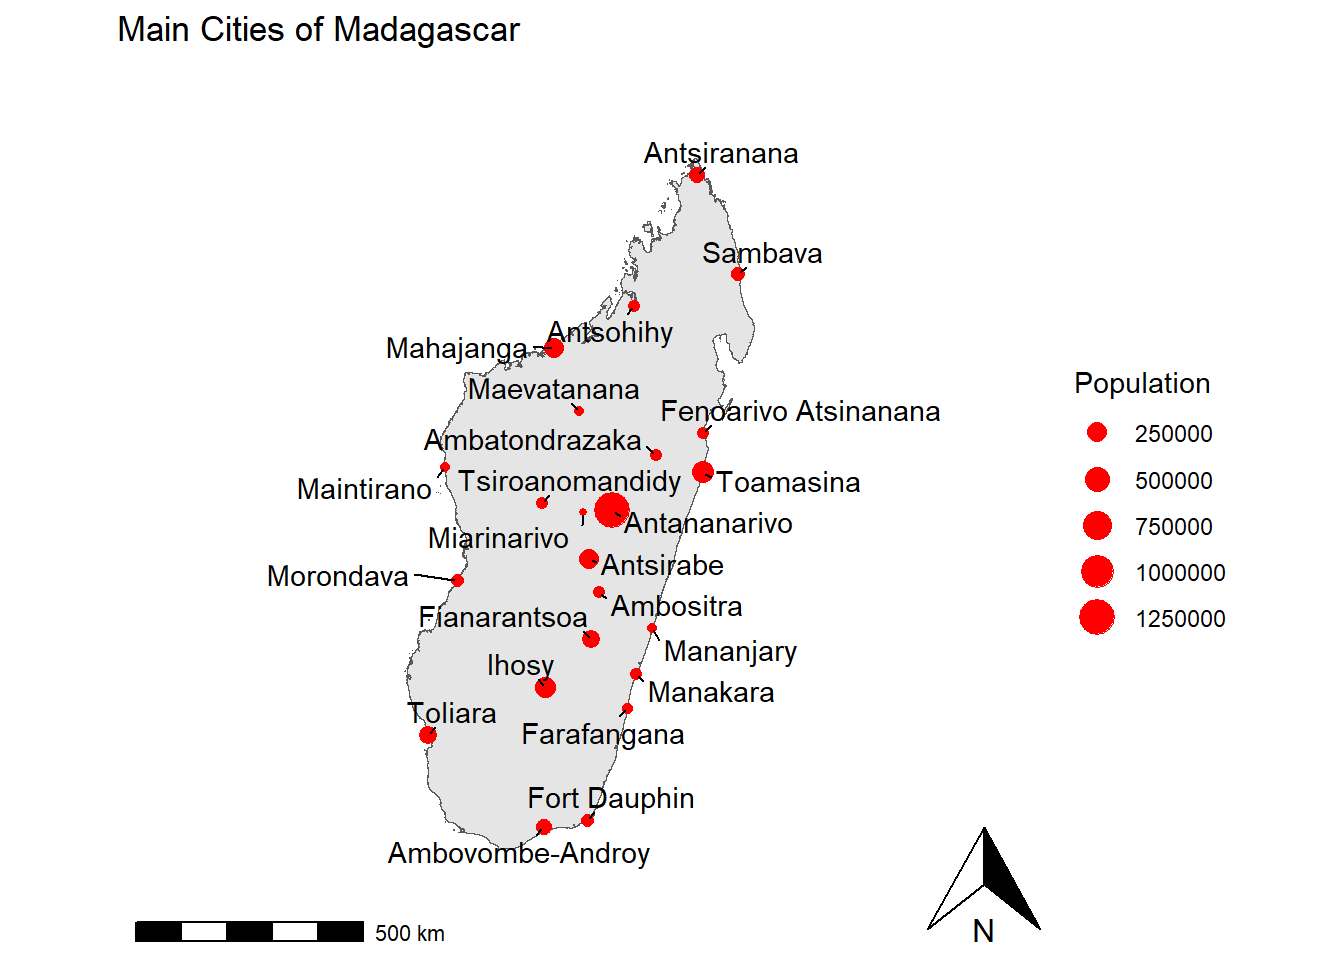 Main Cities of Madagascar
Antsiranana
Sambava
Antsohihy
Mahajanga
Maevatanana
Fenoarivo Atsinanana
Ambatondrazaka
Tsiroanomandidy
Toamasina
Maintirano
Antananarivo
Miarinarivo
Antsirabe
Morondava
Ambositra
Fianarantsoa
Mananjary
Ihosy
Manakara
Toliara
Farafangana
Fort Dauphin
Ambovombe-Androy
Population
250000
500000
750000
1000000
1250000
500 km
N